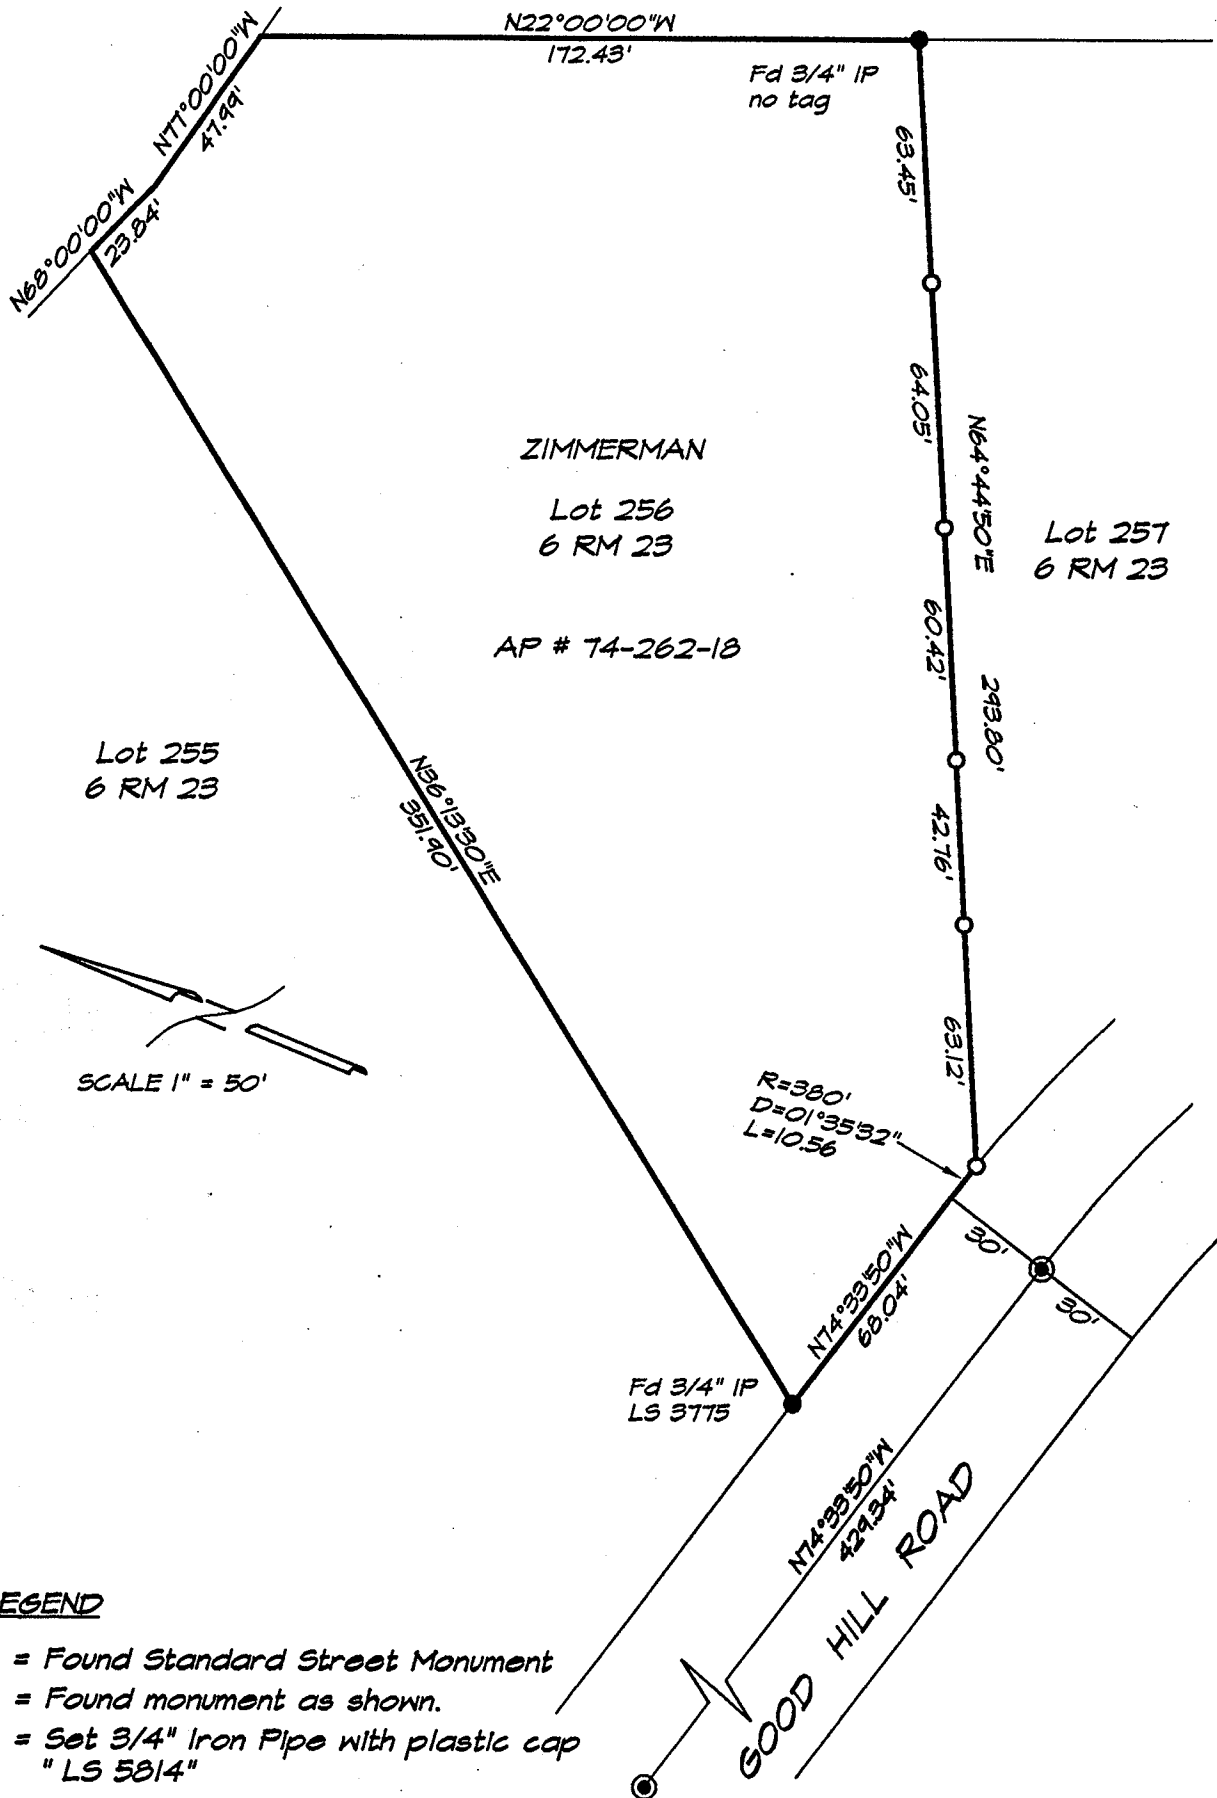 N22°00'00"W
172.43'
Fd 3/4" IP
no tag
N77°00'00"W
47.99'
N68°00'00"W
23.84'
63.45'
64.05'
N64°44'50"E
60.42'
293.80'
42.76'
63.12'
ZIMMERMAN
Lot 256
6 RM 23
AP # 74-262-18
Lot 257
6 RM 23
Lot 255
6 RM 23
N36°13'30"E
351.90'
SCALE 1" = 50'
R=380'
D=01°35'32"
L=10.56
N74°33'50"W
68.04'
30'
30'
Fd 3/4" IP
LS 3775
N74°33'50"W
429.34'
GOOD HILL ROAD
EGEND
= Found Standard Street Monument
= Found monument as shown.
= Set 3/4" Iron Pipe with plastic cap
"LS 5814"